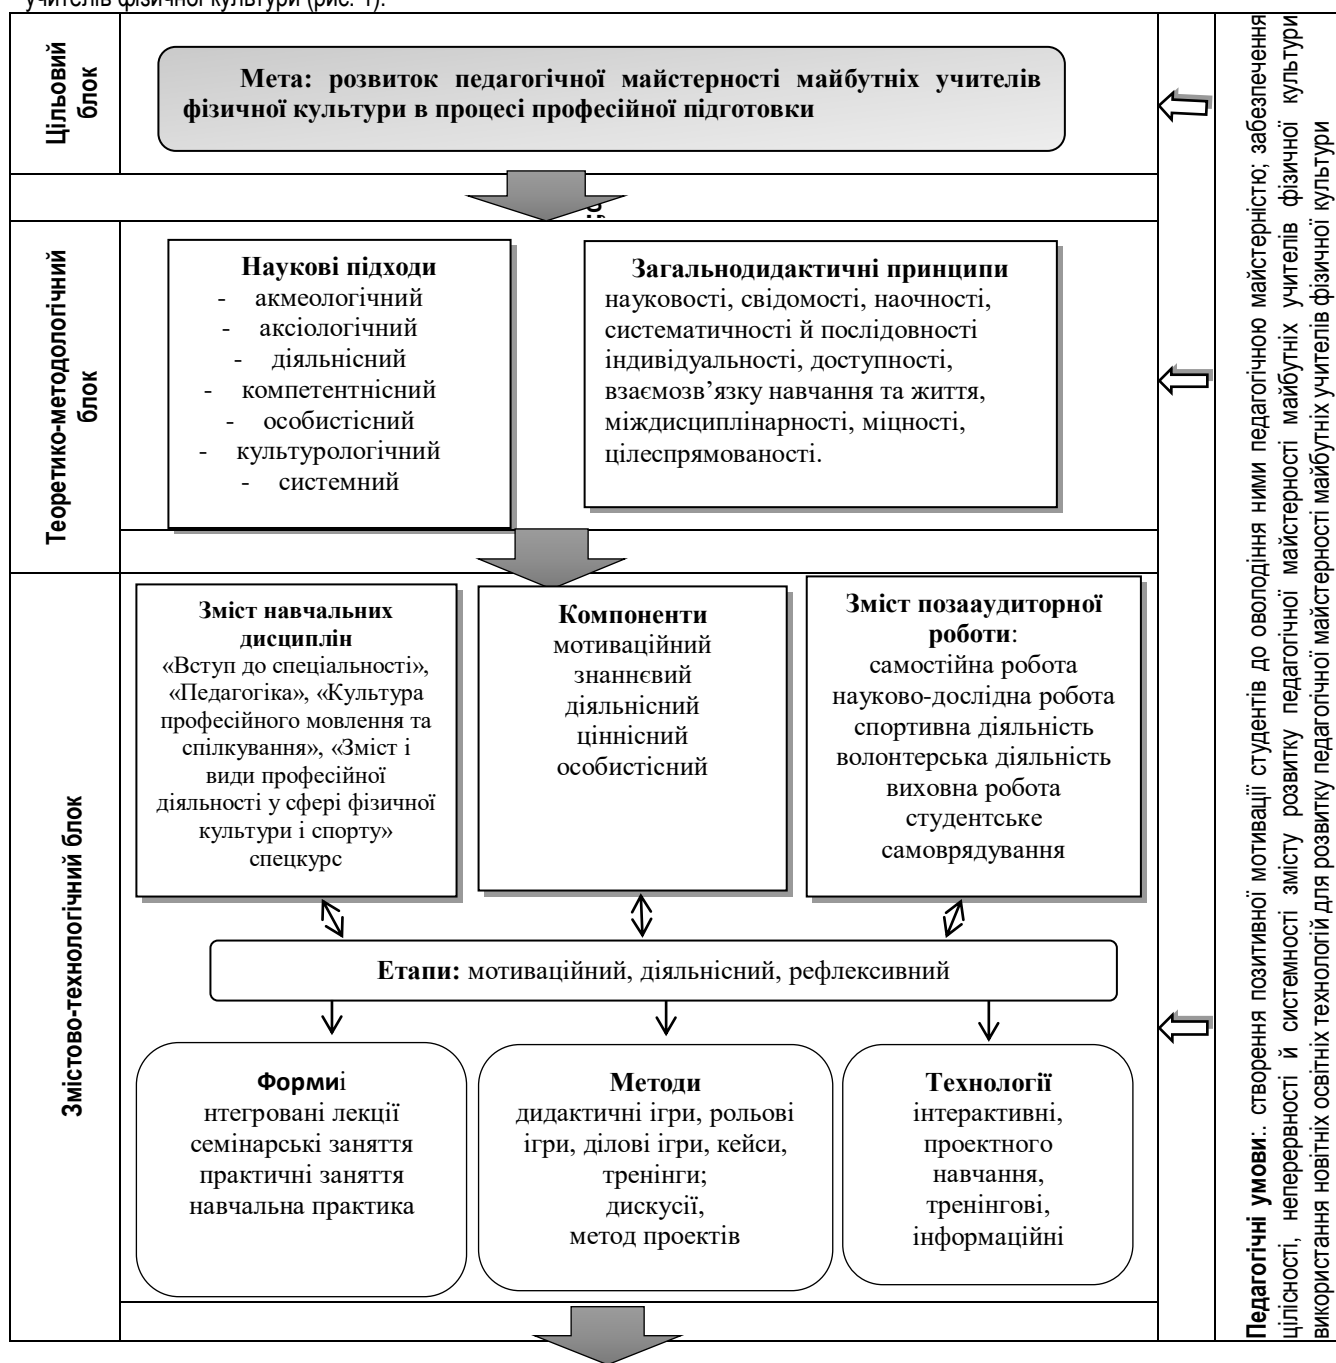 учителів фізичної культури (рис. 1).
Цільовий
блок
Мета: розвиток педагогічної майстерності майбутніх учителів
фізичної культури в процесі професійної підготовки
Теоретико-методологічний
блок
Наукові підходи
- акмеологічний
- аксіологічний
- діяльнісний
- компетентнісний
- особистісний
- культурологічний
- системний
Загальнодидактичні принципи
науковості, свідомості, наочності,
систематичності й послідовності
індивідуальності, доступності,
взаємозв’язку навчання та життя,
міждисциплінарності, міцності,
цілеспрямованості.
Змістово-технологічний блок
Зміст навчальних
дисциплін
«Вступ до спеціальності»,
«Педагогіка», «Культура
професійного мовлення та
спілкування», «Зміст і
види професійної
діяльності у сфері фізичної
культури і спорту»
спецкурс
Компоненти
мотиваційний
знаннєвий
діяльнісний
ціннісний
особистісний
Зміст позааудиторної
роботи:
самостійна робота
науково-дослідна робота
спортивна діяльність
волонтерська діяльність
виховна робота
студентське
самоврядування
Етапи: мотиваційний, діяльнісний, рефлексивний
Формиі
нтегровані лекції
семінарські заняття
практичні заняття
навчальна практика
Методи
дидактичні ігри, рольові
ігри, ділові ігри, кейси,
тренінги;
дискусії,
метод проектів
Технології
інтерактивні,
проектного
навчання,
тренінгові,
інформаційні
Педагогічні умови:. створення позитивної мотивації студентів до оволодіння ними педагогічною майстерністю; забезпечення
цілісності, неперервності й системності змісту розвитку педагогічної майстерності майбутніх учителів фізичної культури
використання новітніх освітніх технологій для розвитку педагогічної майстерності майбутніх учителів фізичної культури